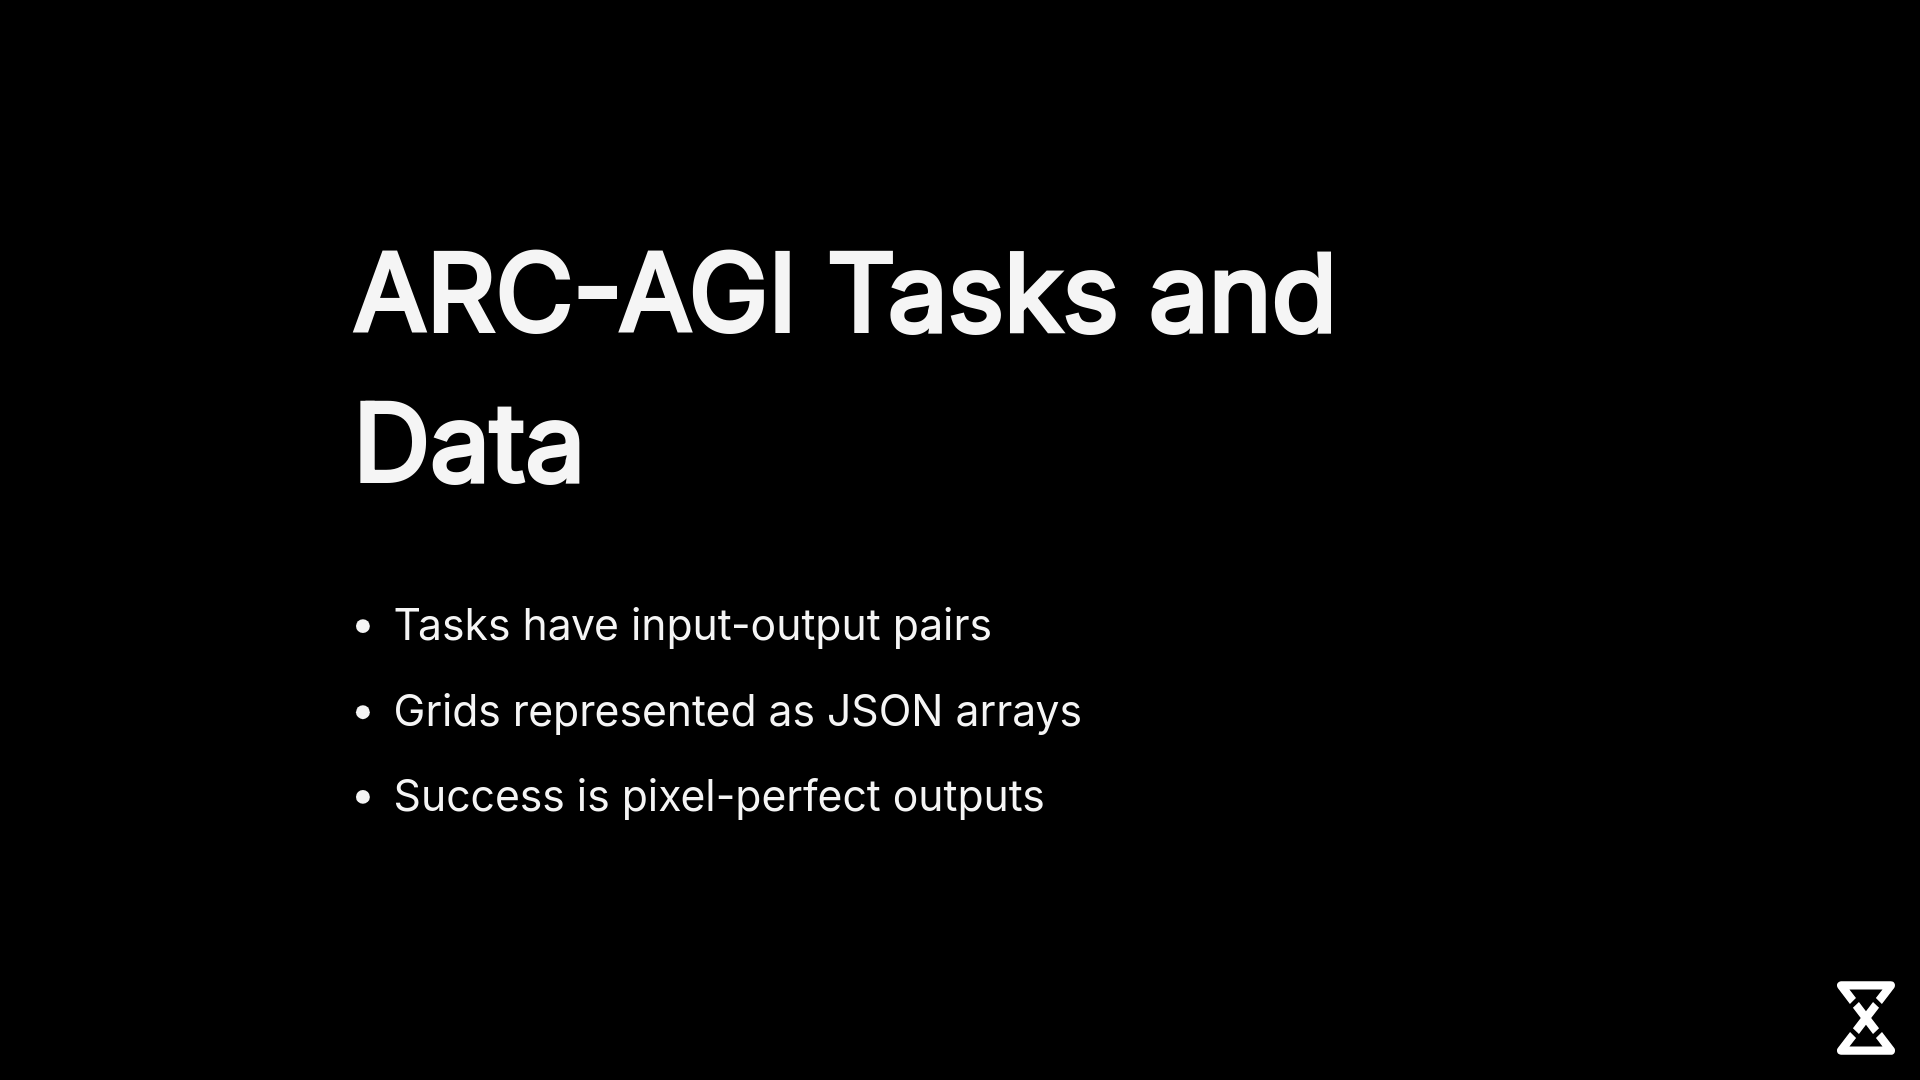 ARC-AGI Tasks and
Data
• Tasks have input-output pairs
• Grids represented as JSON arrays
• Success is pixel-perfect outputs